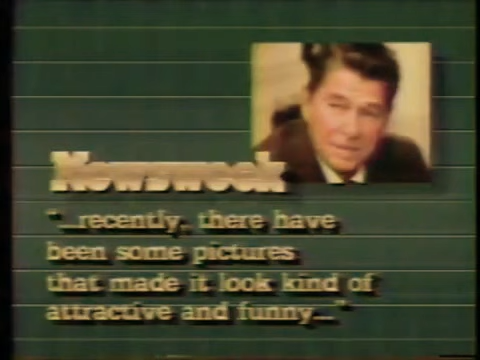 Newsweek
"...recently, there have
been some pictures
that made it look kind of
attractive and funny..."